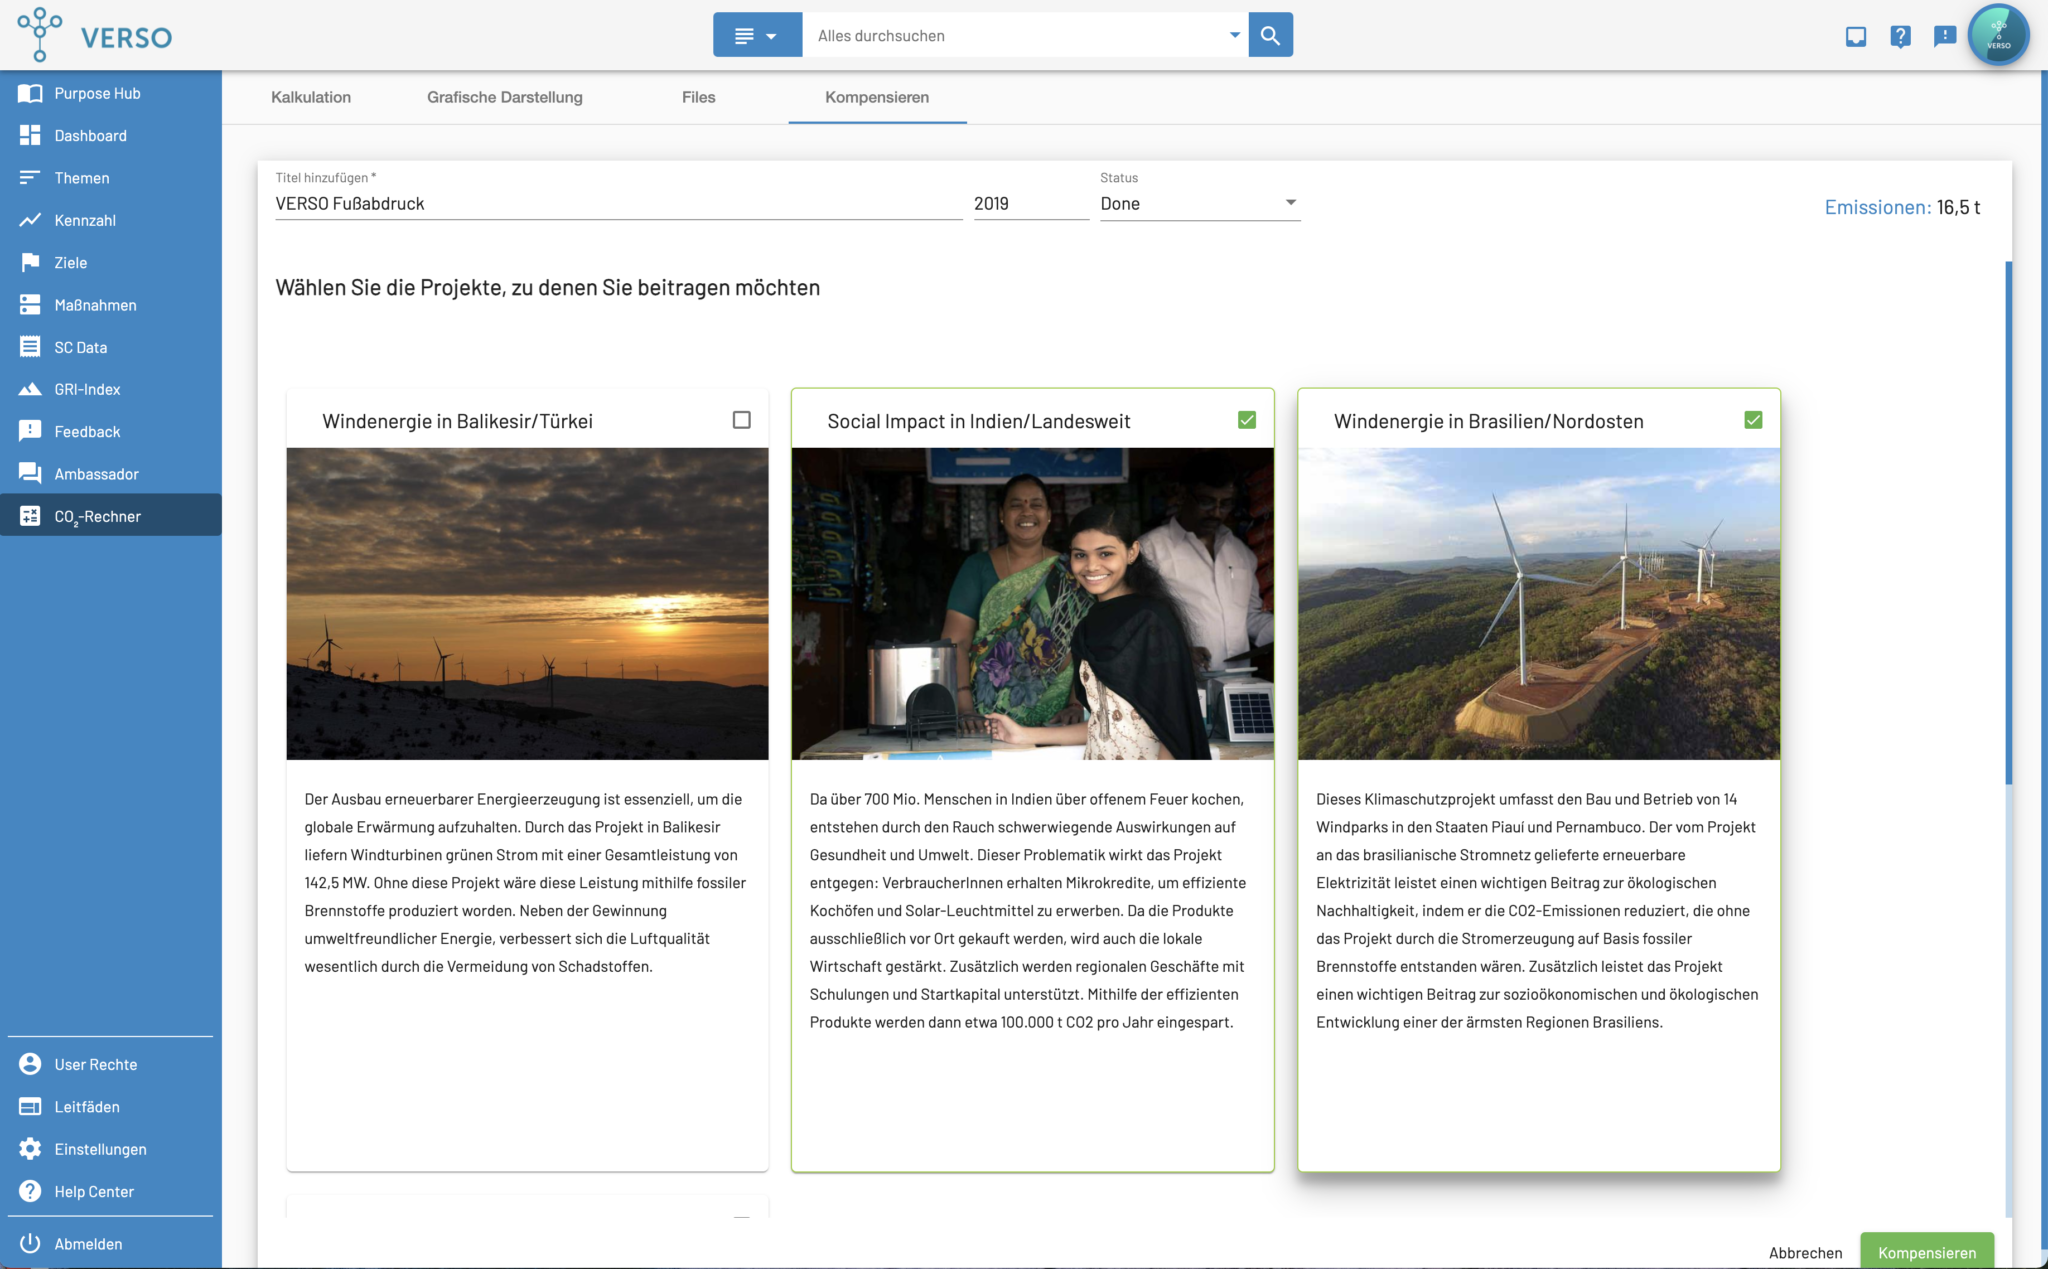 VERSO
Alles durchsuchen
VERSO
Purpose Hub
Dashboard
Themen
Kennzahl
Ziele
Maßnahmen
SC Data
GRI-Index
Feedback
Ambassador
CO₂-Rechner
User Rechte
Leitfäden
Einstellungen
Help Center
Abmelden
Kalkulation
Grafische Darstellung
Files
Kompensieren
Titel hinzufügen *
VERSO Fußabdruck
2019
Status
Done
Emissionen: 16,5 t
Wählen Sie die Projekte, zu denen Sie beitragen möchten
Windenergie in Balikesir/Türkei
Der Ausbau erneuerbarer Energieerzeugung ist essenziell, um die
globale Erwärmung aufzuhalten. Durch das Projekt in Balikesir
liefern Windturbinen grünen Strom mit einer Gesamtleistung von
142,5 MW. Ohne diese Projekt wäre diese Leistung mithilfe fossiler
Brennstoffe produziert worden. Neben der Gewinnung
umweltfreundlicher Energie, verbessert sich die Luftqualität
wesentlich durch die Vermeidung von Schadstoffen.
Social Impact in Indien/Landesweit
Da über 700 Mio. Menschen in Indien über offenem Feuer kochen,
entstehen durch den Rauch schwerwiegende Auswirkungen auf
Gesundheit und Umwelt. Dieser Problematik wirkt das Projekt
entgegen: VerbraucherInnen erhalten Mikrokredite, um effiziente
Kochöfen und Solar-Leuchtmittel zu erwerben. Da die Produkte
ausschließlich vor Ort gekauft werden, wird auch die lokale
Wirtschaft gestärkt. Zusätzlich werden regionalen Geschäfte mit
Schulungen und Startkapital unterstützt. Mithilfe der effizienten
Produkte werden dann etwa 100.000 t CO2 pro Jahr eingespart.
Windenergie in Brasilien/Nordosten
Dieses Klimaschutzprojekt umfasst den Bau und Betrieb von 14
Windparks in den Staaten Piauí und Pernambuco. Der vom Projekt
an das brasilianische Stromnetz gelieferte erneuerbare
Elektrizität leistet einen wichtigen Beitrag zur ökologischen
Nachhaltigkeit, indem er die CO2-Emissionen reduziert, die ohne
das Projekt durch die Stromerzeugung auf Basis fossiler
Brennstoffe entstanden wären. Zusätzlich leistet das Projekt
einen wichtigen Beitrag zur sozioökonomischen und ökologischen
Entwicklung einer der ärmsten Regionen Brasiliens.
Abbrechen
Kompensieren